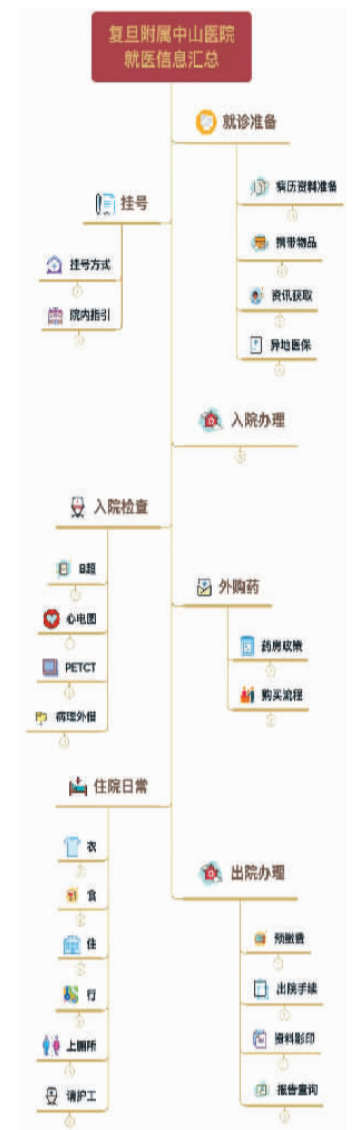 复旦附属中山医院
就医信息汇总
就诊准备
病历资料准备
携带物品
资讯获取
异地医保
挂号
挂号方式
院内指引
入院办理
入院检查
B超
心电图
PETCT
病理外借
外购药
药房政策
购买流程
住院日常
衣
食
住
行
上厕所
请护工
出院办理
预缴费
出院手续
资料影印
报告查询